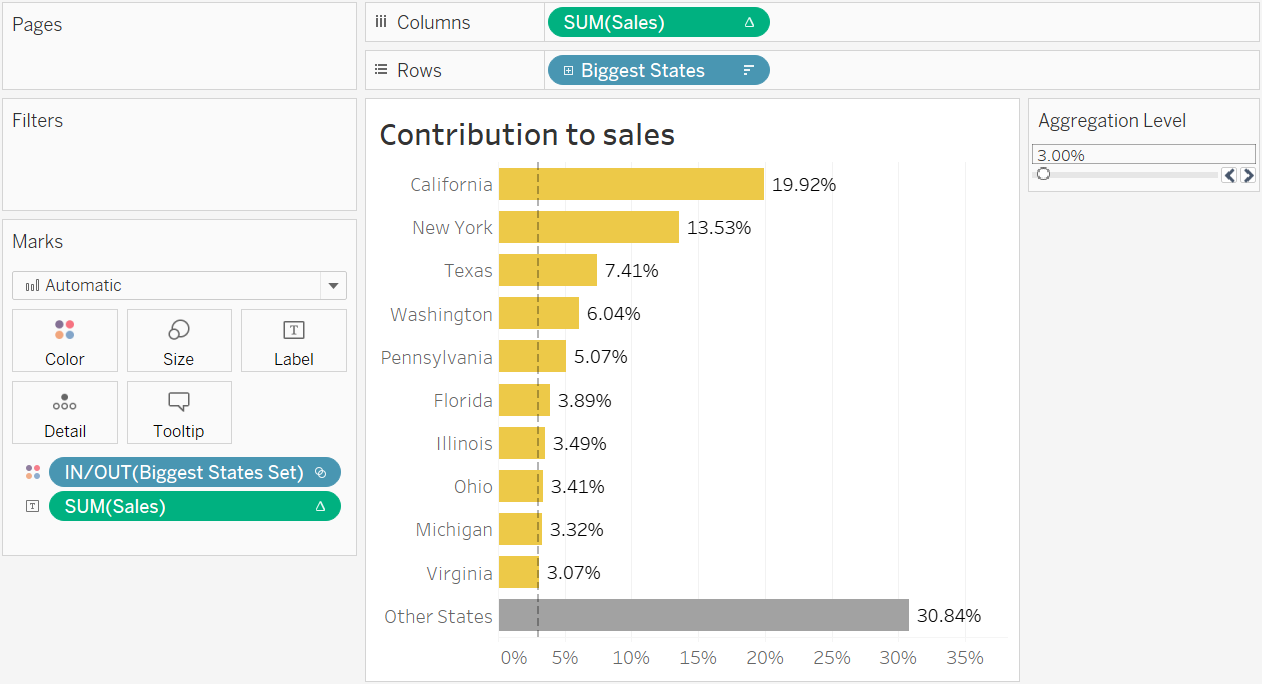 Pages
Filters
Marks
Automatic
Color
Size
Label
Detail
Tooltip
IN/OUT(Biggest States Set)
SUM(Sales)
Columns
SUM(Sales)
Rows
Biggest States
Contribution to sales
California 19.92%
New York 13.53%
Texas 7.41%
Washington 6.04%
Pennsylvania 5.07%
Florida 3.89%
Illinois 3.49%
Ohio 3.41%
Michigan 3.32%
Virginia 3.07%
Other States 30.84%
0% 5% 10% 15% 20% 25% 30% 35%
Aggregation Level
3.00%